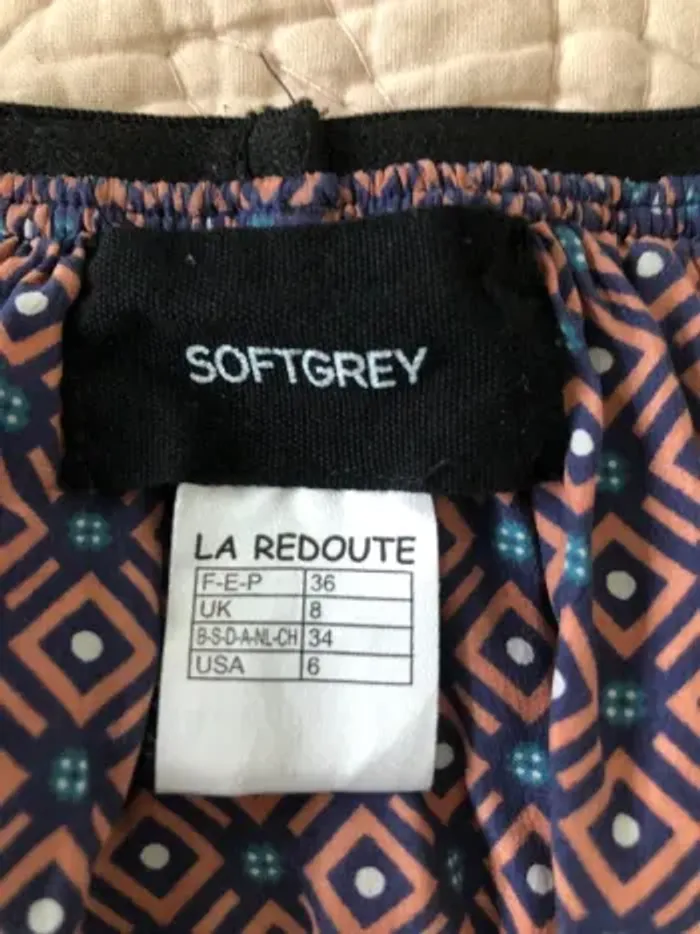 SOFTGREY
LA REDOUTE
F-E-P 36
UK 8
B-S-D-A-NL-CH 34
USA 6